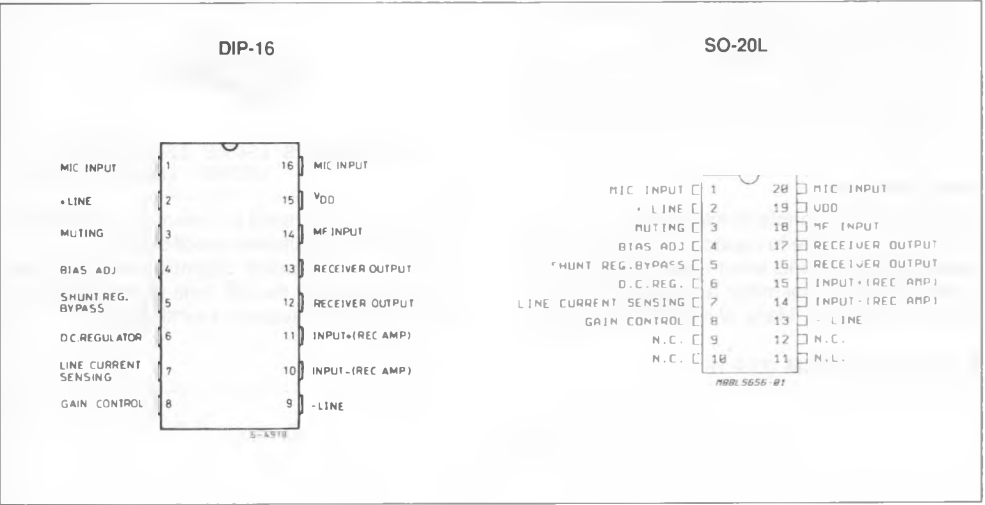 DIP-16
MIC INPUT 1
+LINE 2
MUTING 3
BIAS ADJ 4
SHUNT REG.
BYPASS 5
D.C.REGULATOR 6
LINE CURRENT
SENSING 7
GAIN CONTROL 8
16 MIC INPUT
15 VDD
14 MF INPUT
13 RECEIVER OUTPUT
12 RECEIVER OUTPUT
11 INPUT+(REC AMP)
10 INPUT-(REC AMP)
9 -LINE
S-4918
SO-20L
MIC INPUT 1
+ LINE 2
MUTING 3
BIAS ADJ 4
SHUNT REG.BYPASS 5
D.C.REG. 6
LINE CURRENT SENSING 7
GAIN CONTROL 8
N.C. 9
N.C. 10
20 MIC INPUT
19 VDD
18 MF INPUT
17 RECEIVER OUTPUT
16 RECEIVER OUTPUT
15 INPUT+(REC AMP)
14 INPUT-(REC AMP)
13 - LINE
12 N.C.
11 N.C.
M88LS656-01